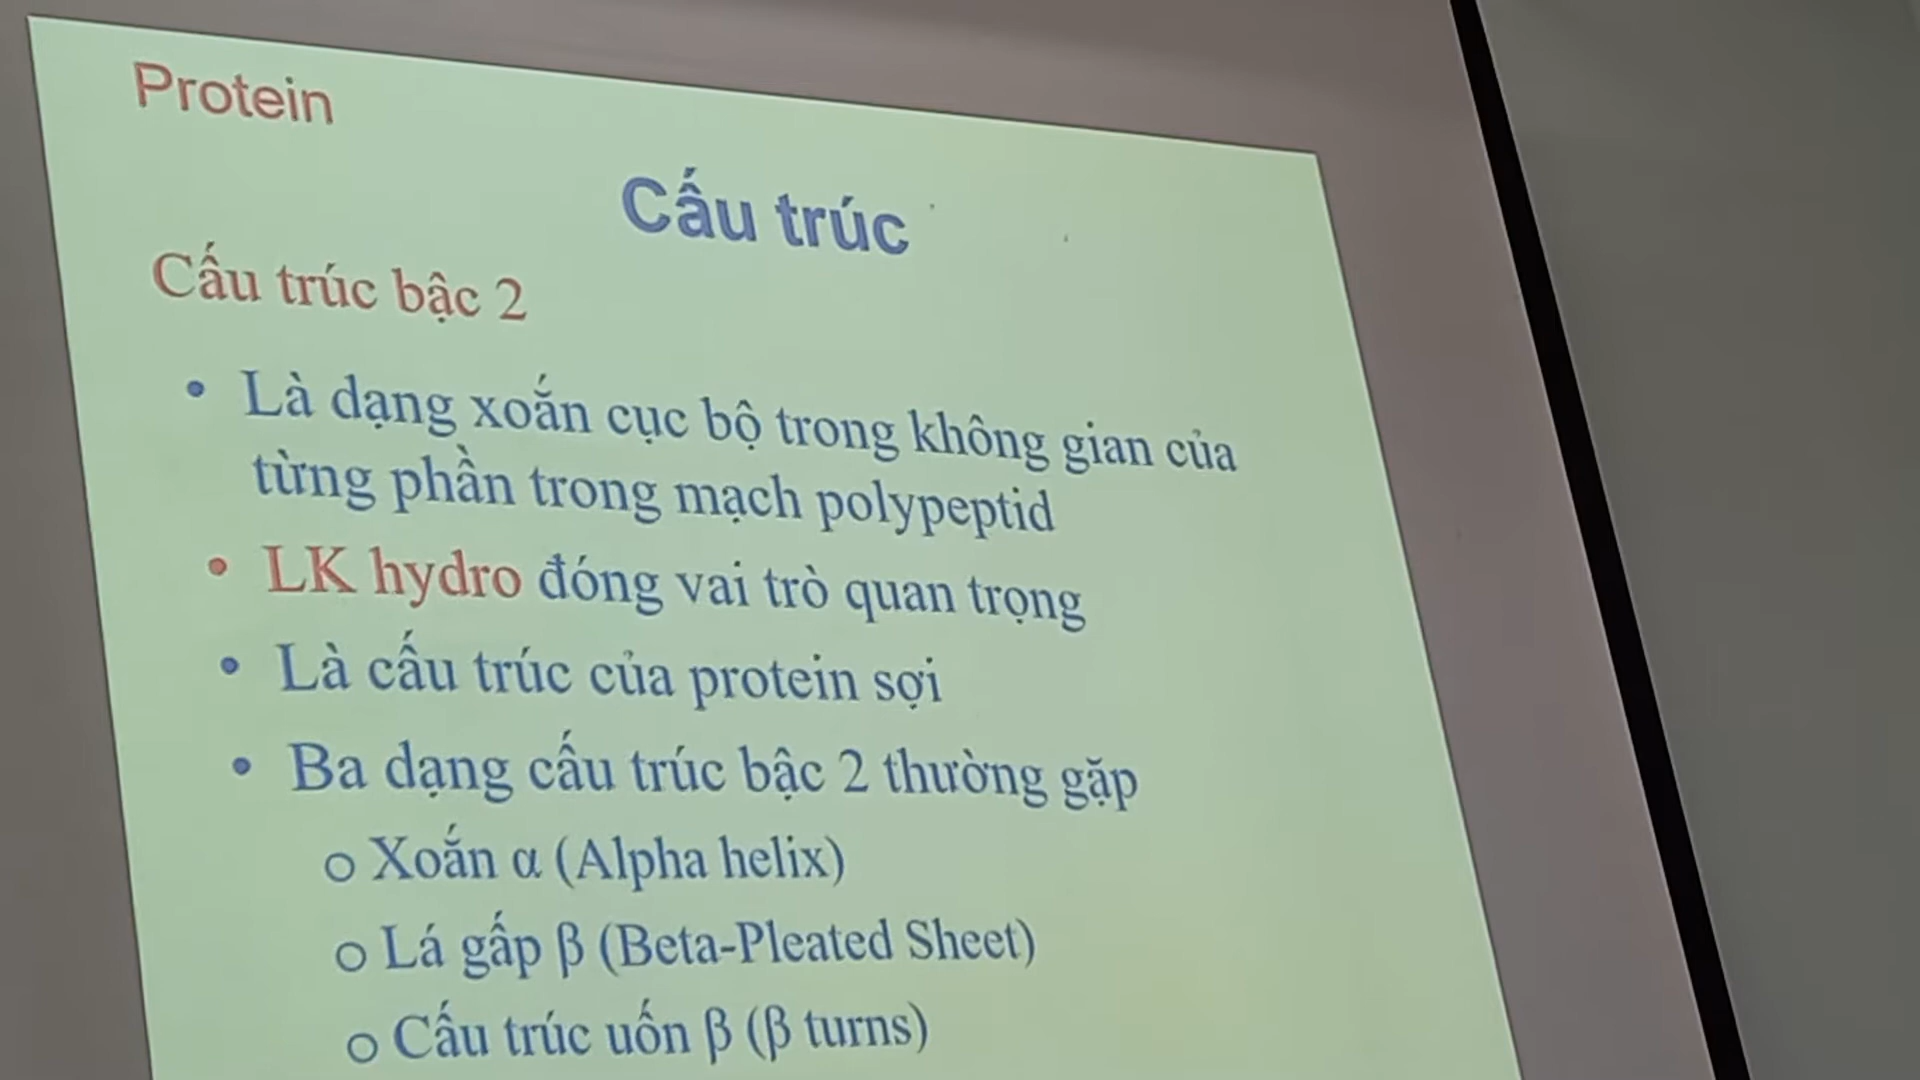 Protein
Cấu trúc
Cấu trúc bậc 2
• Là dạng xoắn cục bộ trong không gian của
từng phần trong mạch polypeptid
• LK hydro đóng vai trò quan trọng
• Là cấu trúc của protein sợi
• Ba dạng cấu trúc bậc 2 thường gặp
o Xoắn α (Alpha helix)
o Lá gấp β (Beta-Pleated Sheet)
o Cấu trúc uốn β (β turns)